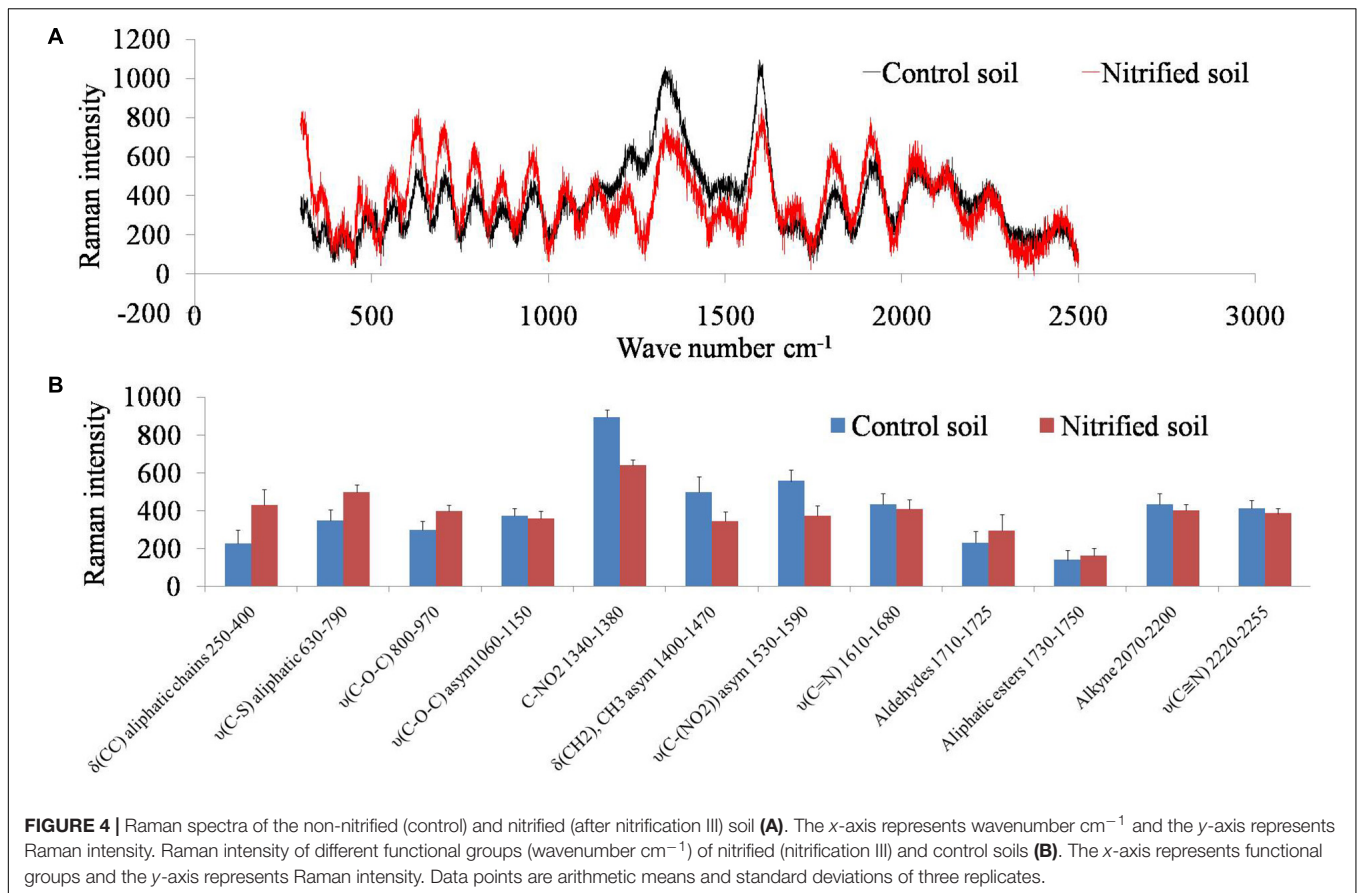 A
1200
1000
800
600
400
200
0
-200
Raman intensity
Control soil
Nitrified soil
0 500 1000 1500 2000 2500 3000
Wave number cm⁻¹
B
1000
800
600
400
200
0
Raman intensity
Control soil
Nitrified soil
δ(CC) aliphatic chains 250-400
υ(C-S) aliphatic 630-790
υ(C-O-C) 800-970
υ(C-O-C) asym1060-1150
C-NO2 1340-1380
δ(CH2), CH3 asym 1400-1470
υ(C-(NO2)) asym 1530-1590
υ(C=N) 1610-1680
Aldehydes 1710-1725
Aliphatic esters 1730-1750
Alkyne 2070-2200
υ(C≅N) 2220-2255
FIGURE 4 | Raman spectra of the non-nitrified (control) and nitrified (after nitrification III) soil (A). The x-axis represents wavenumber cm⁻¹ and the y-axis represents
Raman intensity. Raman intensity of different functional groups (wavenumber cm⁻¹) of nitrified (nitrification III) and control soils (B). The x-axis represents functional
groups and the y-axis represents Raman intensity. Data points are arithmetic means and standard deviations of three replicates.